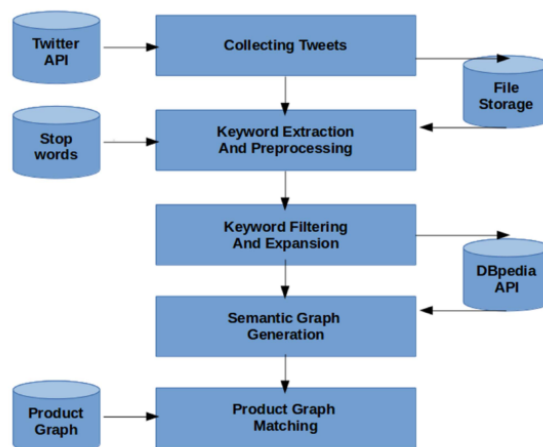 Twitter
API
Collecting Tweets
File
Storage
Stop
words
Keyword Extraction
And Preprocessing
Keyword Filtering
And Expansion
DBpedia
API
Semantic Graph
Generation
Product
Graph
Product Graph
Matching